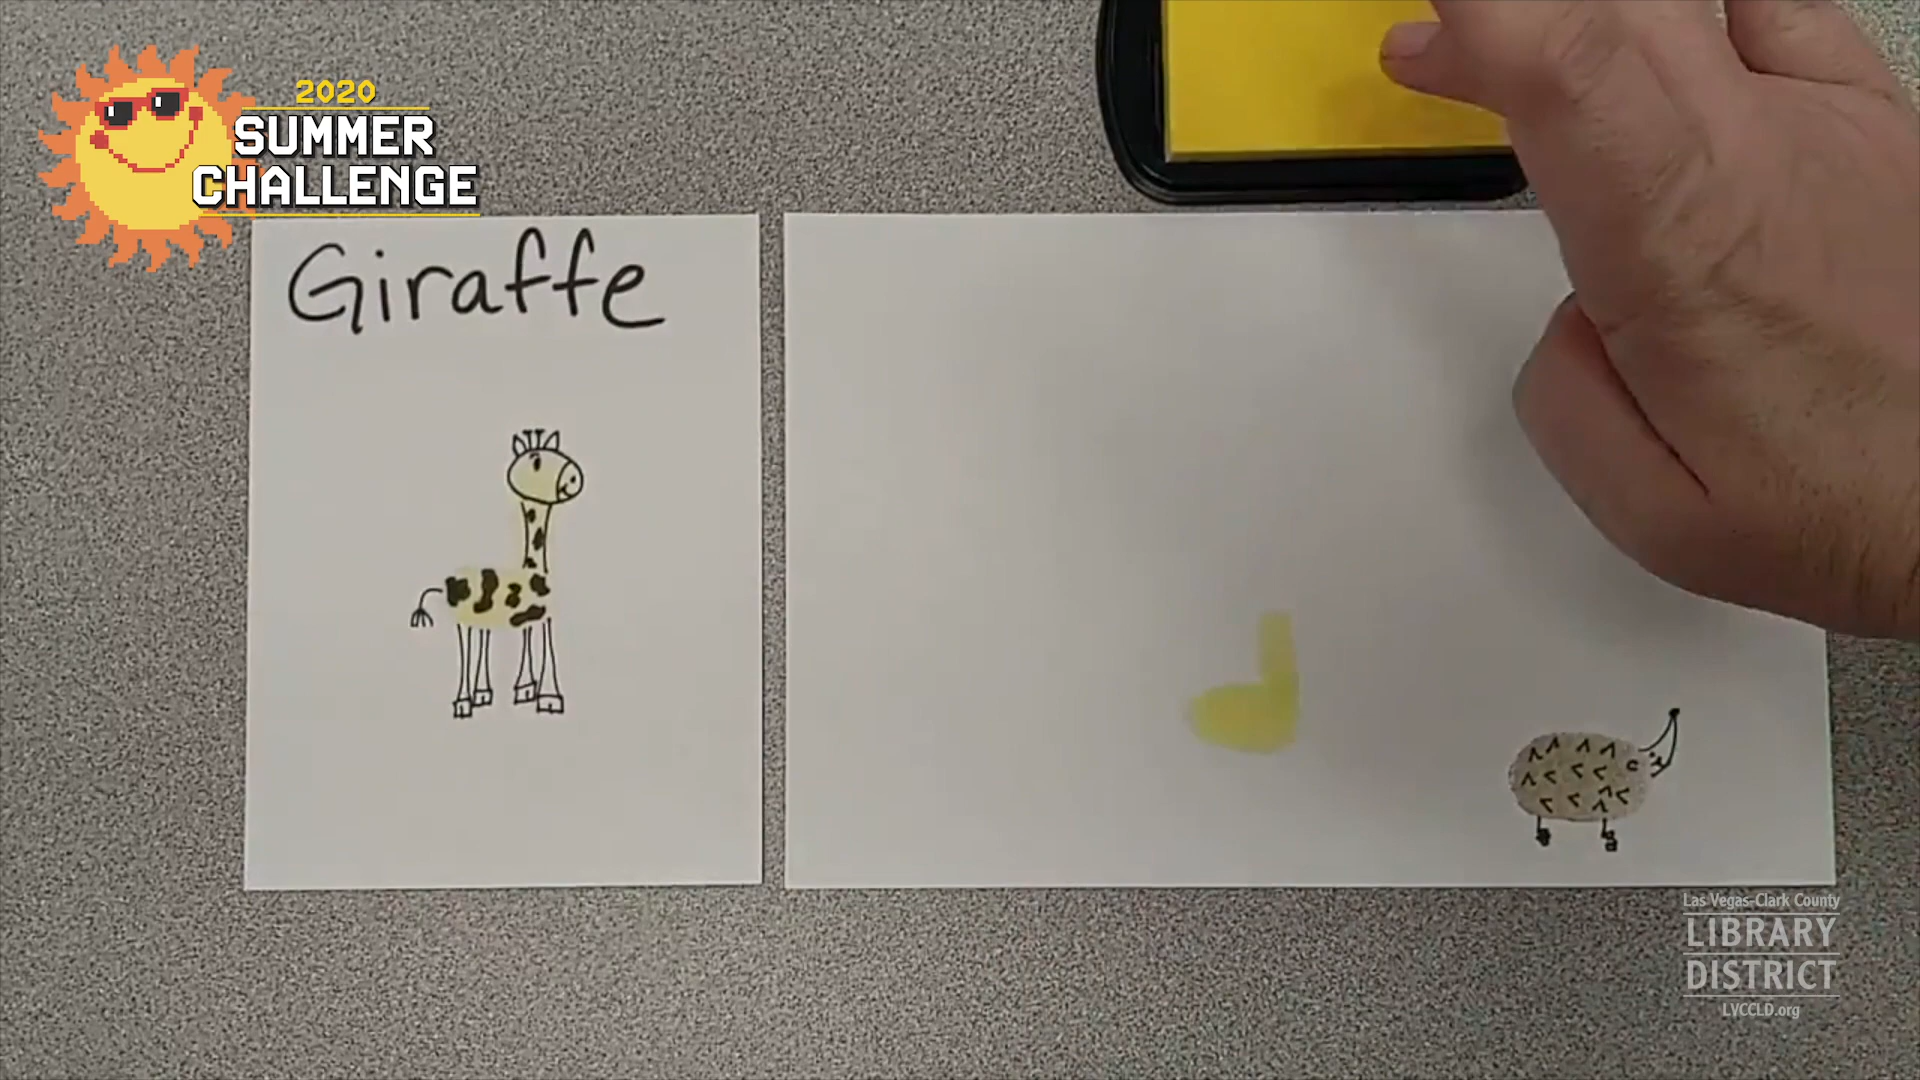 2020
SUMMER
CHALLENGE
Giraffe
Las Vegas-Clark County
LIBRARY
DISTRICT
LVCCLD.org